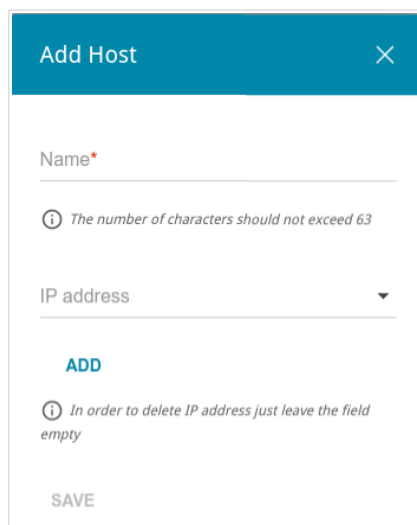 Add Host
Name*
The number of characters should not exceed 63
IP address
ADD
In order to delete IP address just leave the field
empty
SAVE